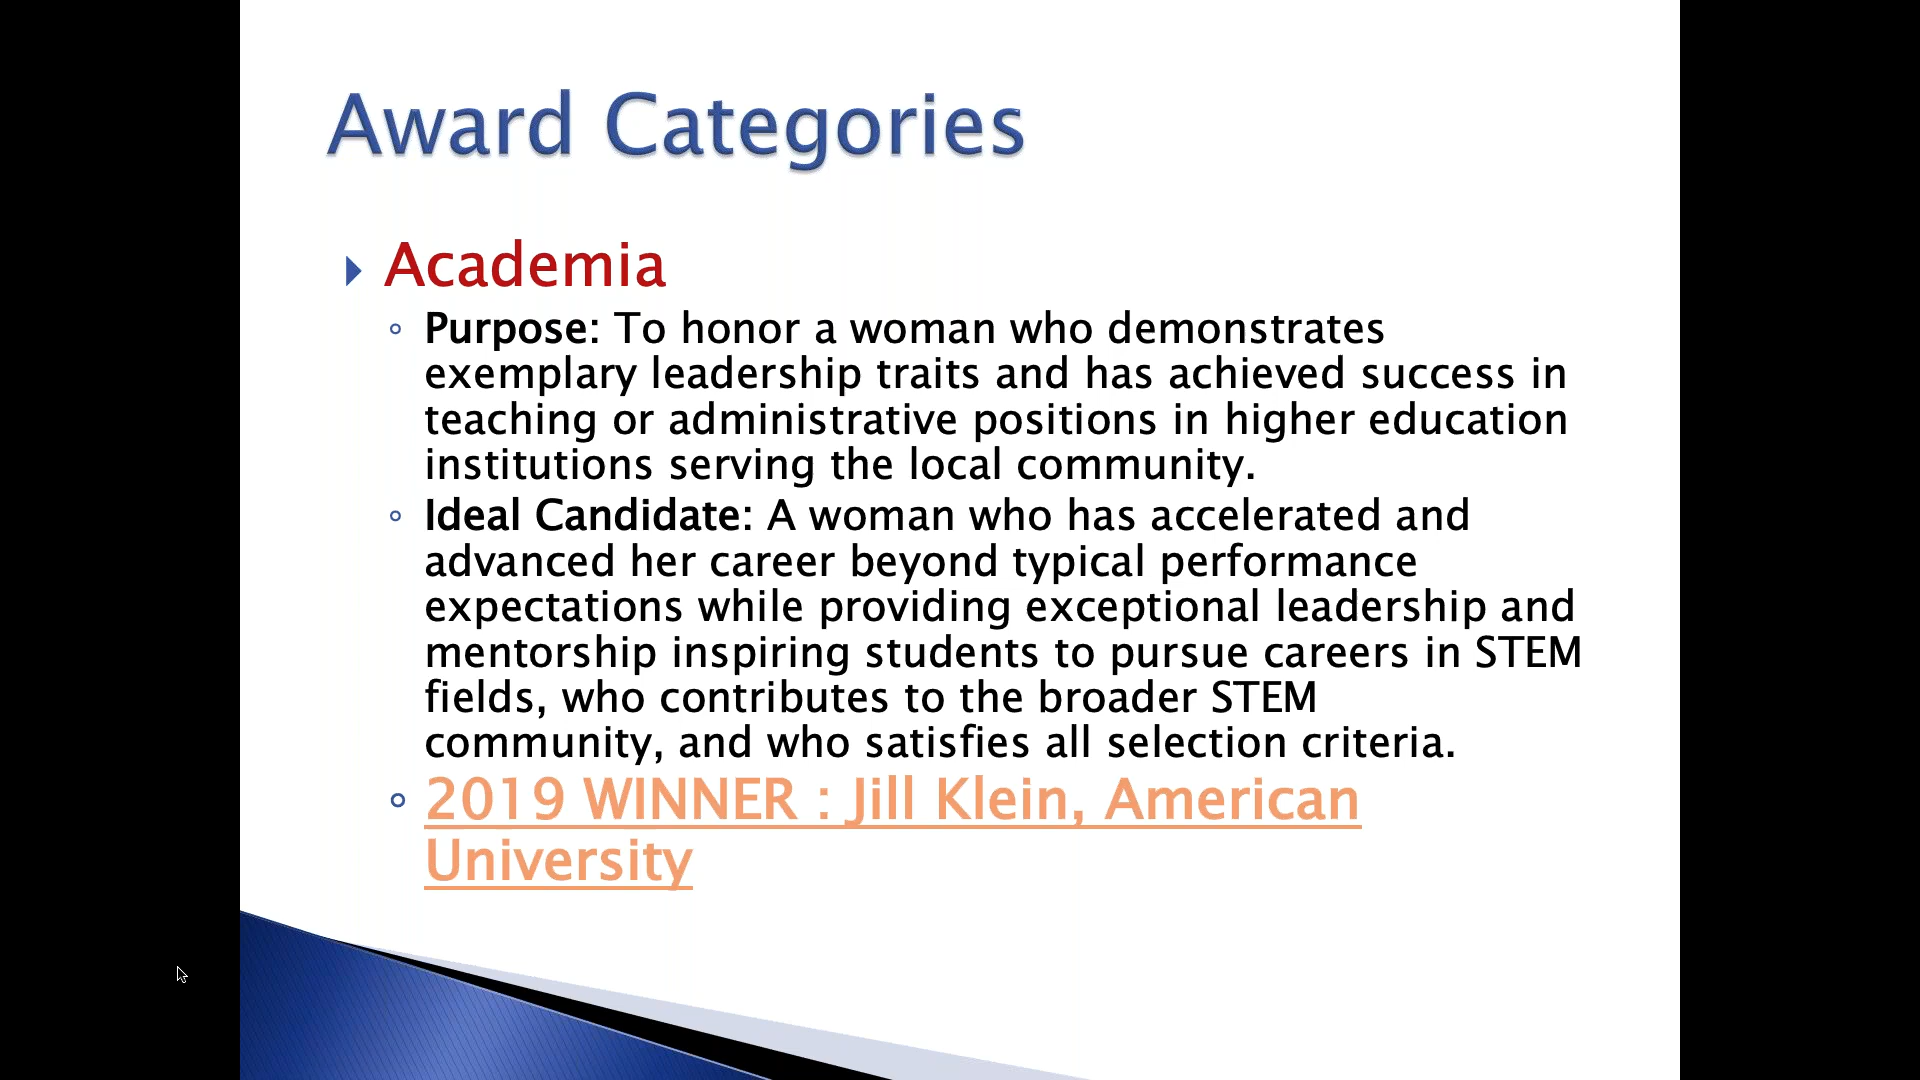 Award Categories
Academia
Purpose: To honor a woman who demonstrates
exemplary leadership traits and has achieved success in
teaching or administrative positions in higher education
institutions serving the local community.
Ideal Candidate: A woman who has accelerated and
advanced her career beyond typical performance
expectations while providing exceptional leadership and
mentorship inspiring students to pursue careers in STEM
fields, who contributes to the broader STEM
community, and who satisfies all selection criteria.
2019 WINNER : Jill Klein, American
University